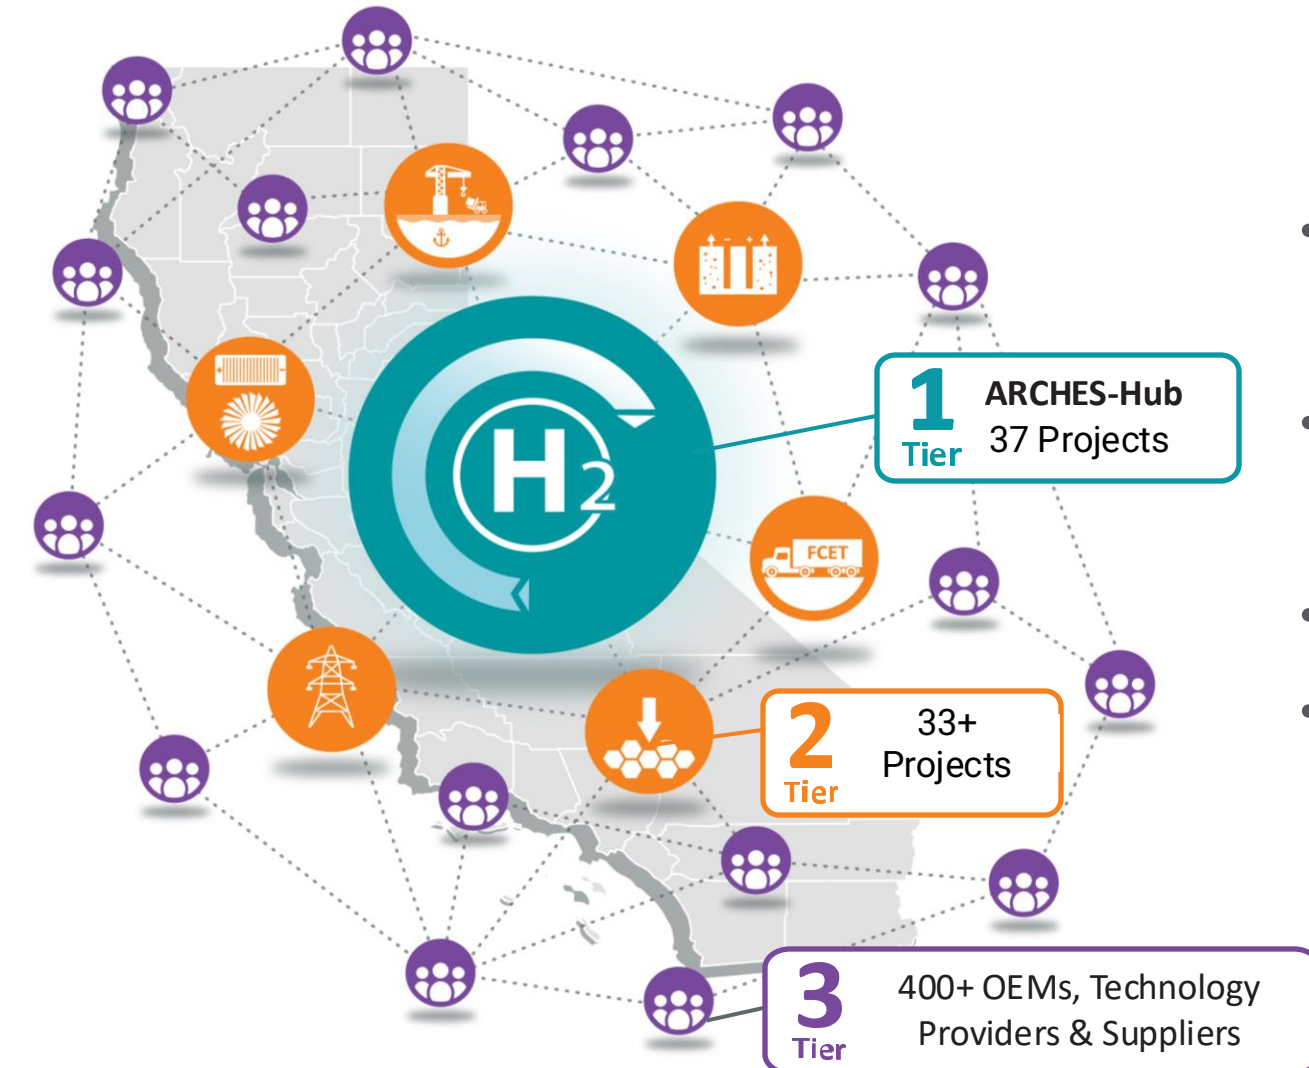 H2
FCET
1
Tier
ARCHES-Hub
37 Projects
2
Tier
33+
Projects
3
Tier
400+ OEMs, Technology
Providers & Suppliers